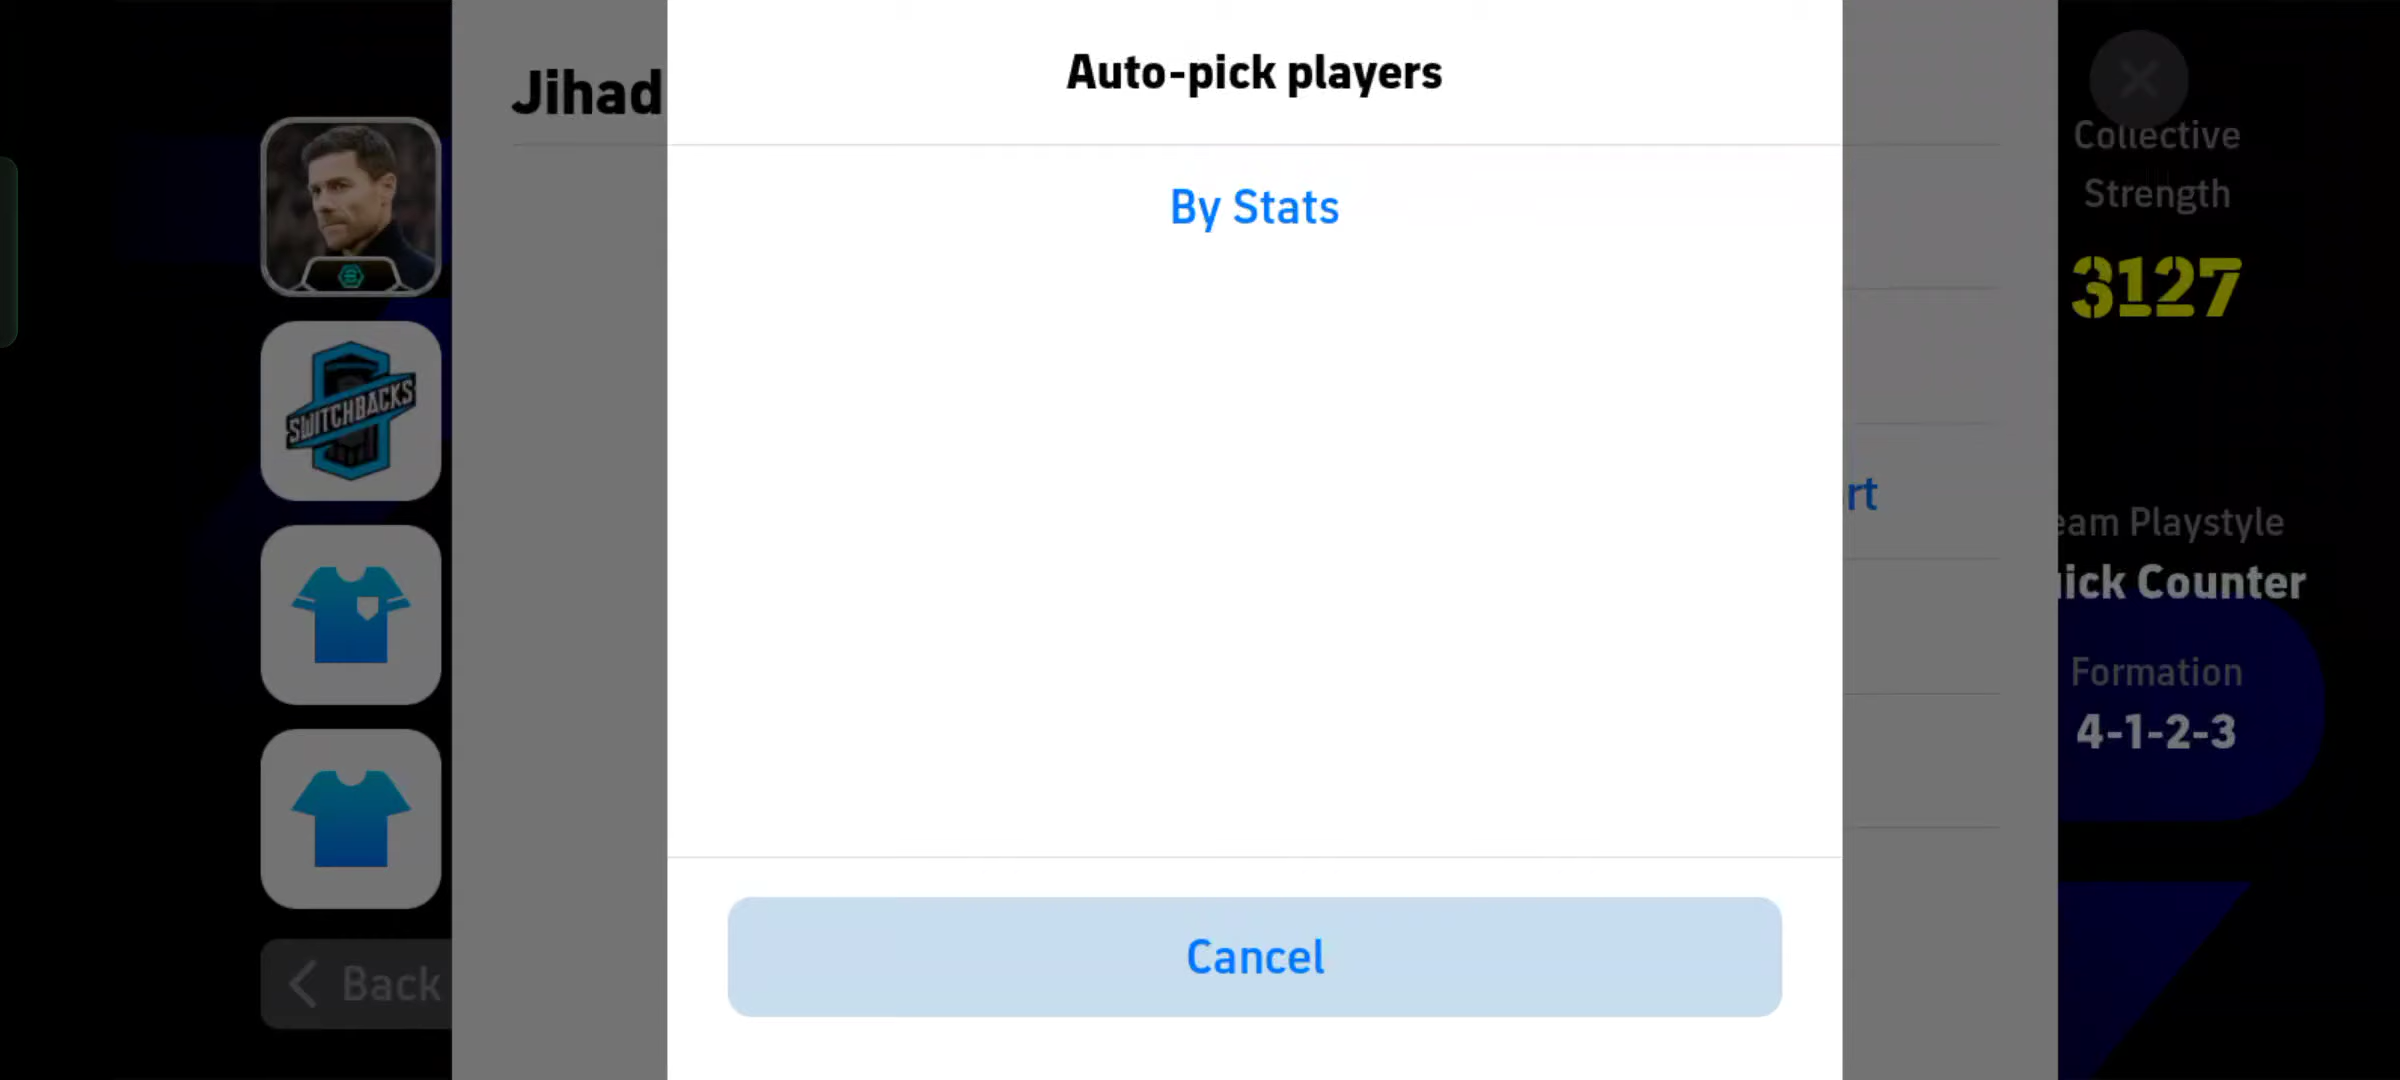 Auto-pick players
Jihad
By Stats
Collective
Strength
3127
SWITCHBACKS
rt
eam Playstyle
ick Counter
Formation
4-1-2-3
Cancel
Back